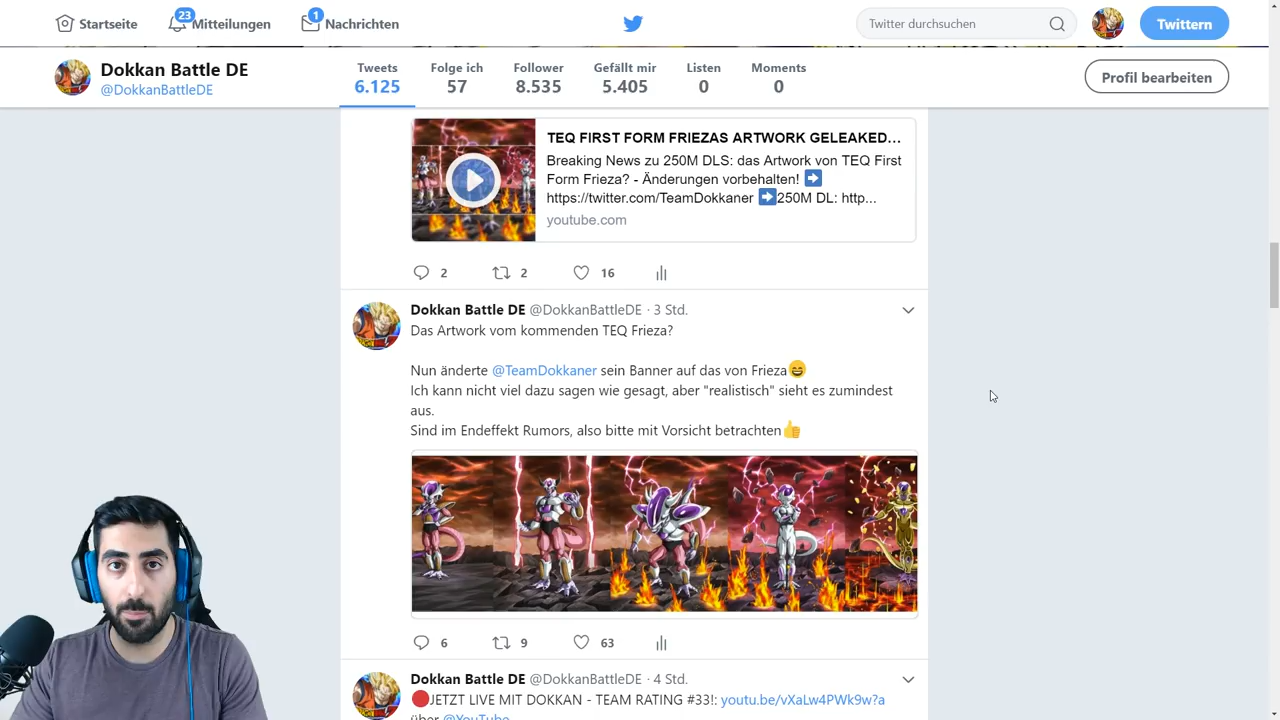 Startseite
23
Mitteilungen
1
Nachrichten
Twitter durchsuchen
Twittern
Dokkan Battle DE
@DokkanBattleDE
Tweets
6.125
Folge ich
57
Follower
8.535
Gefällt mir
5.405
Listen
0
Moments
0
Profil bearbeiten
TEQ FIRST FORM FRIEZAS ARTWORK GELEAKED...
Breaking News zu 250M DLS: das Artwork von TEQ First
Form Frieza? - Änderungen vorbehalten! ➡
https://twitter.com/TeamDokkaner ➡250M DL: http...
youtube.com
2 2 16
Dokkan Battle DE @DokkanBattleDE · 3 Std.
Das Artwork vom kommenden TEQ Frieza?
Nun änderte @TeamDokkaner sein Banner auf das von Frieza😄
Ich kann nicht viel dazu sagen wie gesagt, aber "realistisch" sieht es zumindest
aus.
Sind im Endeffekt Rumors, also bitte mit Vorsicht betrachten👍
6 9 63
Dokkan Battle DE @DokkanBattleDE · 4 Std.
🔴JETZT LIVE MIT DOKKAN - TEAM RATING #33!: youtu.be/vXaLw4PWk9w?a
über @YouTube